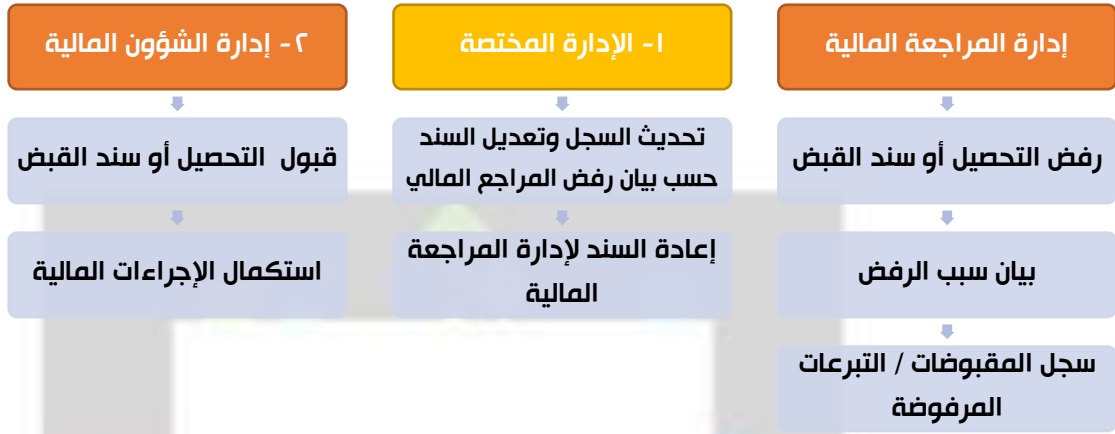 إدارة المراجعة المالية
رفض التحصيل أو سند القبض
بيان سبب الرفض
سجل المقبوضات / التبرعات
المرفوضة
١- الإدارة المختصة
تحديث السجل وتعديل السند
حسب بيان رفض المراجع المالي
إعادة السند لإدارة المراجعة
المالية
٢- إدارة الشؤون المالية
قبول التحصيل أو سند القبض
استكمال الإجراءات المالية